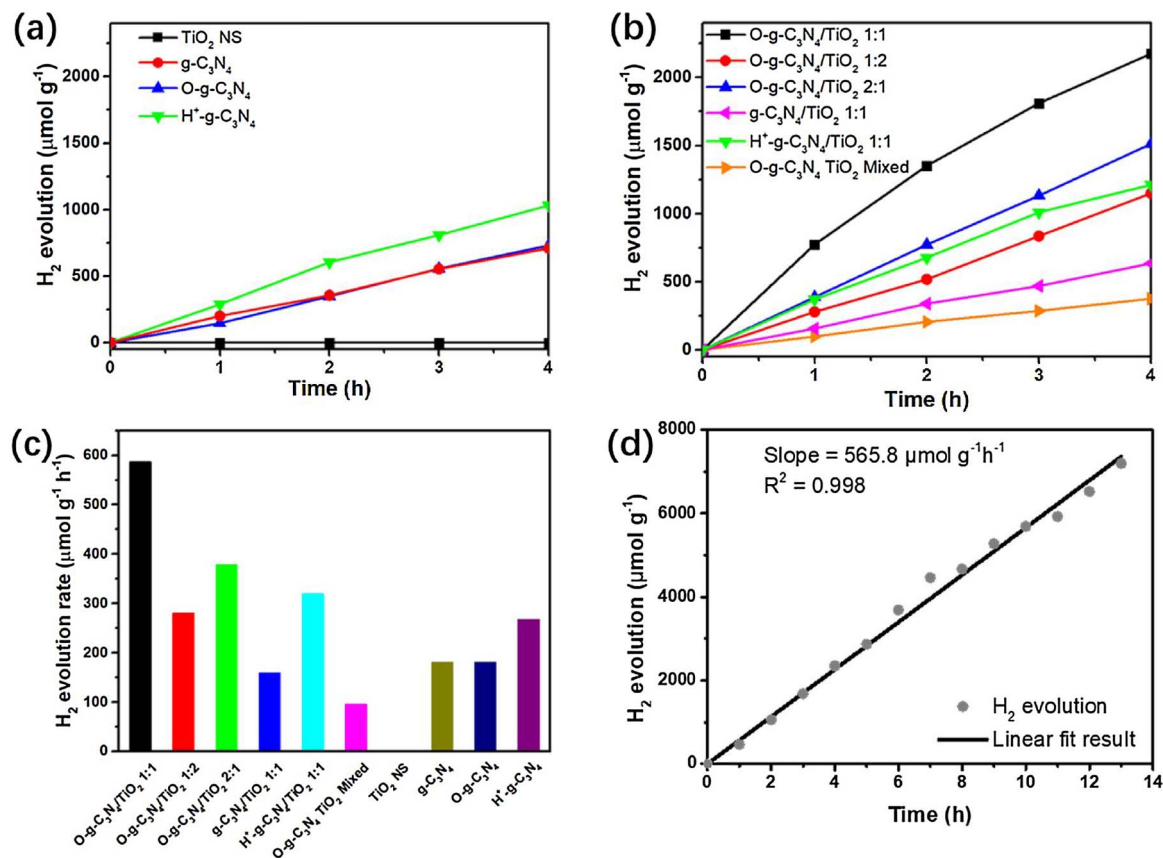 (a)
TiO₂ NS
g-C₃N₄
O-g-C₃N₄
H⁺-g-C₃N₄
2000
1500
1000
500
0
H₂ evolution (μmol g⁻¹)
0 1 2 3 4
Time (h)
(b)
O-g-C₃N₄/TiO₂ 1:1
O-g-C₃N₄/TiO₂ 1:2
O-g-C₃N₄/TiO₂ 2:1
g-C₃N₄/TiO₂ 1:1
H⁺-g-C₃N₄/TiO₂ 1:1
O-g-C₃N₄ TiO₂ Mixed
2000
1500
1000
500
0
H₂ evolution (μmol g⁻¹)
0 1 2 3 4
Time (h)
(c)
600
500
400
300
200
100
0
H₂ evolution rate (μmol g⁻¹ h⁻¹)
O-g-C₃N₄/TiO₂ 1:1
O-g-C₃N₄/TiO₂ 1:2
O-g-C₃N₄/TiO₂ 2:1
g-C₃N₄/TiO₂ 1:1
H⁺-g-C₃N₄/TiO₂ 1:1
O-g-C₃N₄ TiO₂ Mixed
TiO₂ NS
g-C₃N₄
O-g-C₃N₄
H⁺-g-C₃N₄
(d)
Slope = 565.8 μmol g⁻¹h⁻¹
R² = 0.998
8000
6000
4000
2000
0
H₂ evolution (μmol g⁻¹)
H₂ evolution
Linear fit result
0 2 4 6 8 10 12 14
Time (h)